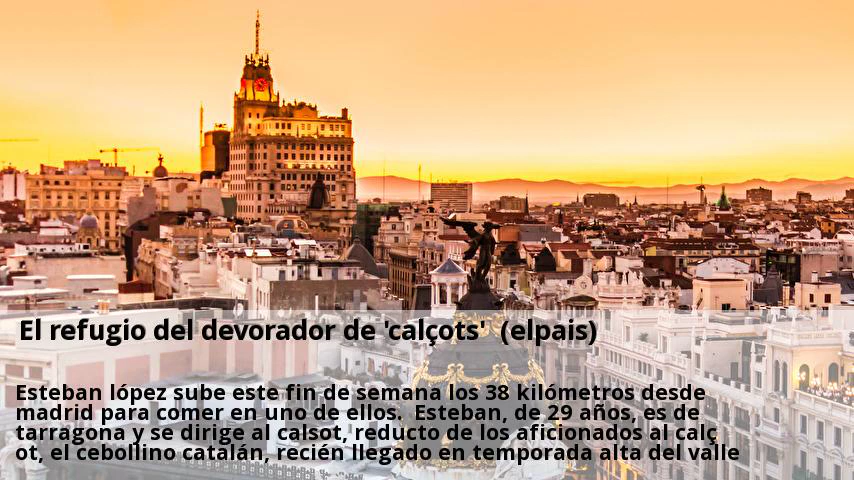 El refugio del devorador de 'calçots'  (elpais)
Esteban lópez sube este fin de semana los 38 kilómetros desde
madrid para comer en uno de ellos.  Esteban, de 29 años, es de
tarragona y se dirige al calsot, reducto de los aficionados al calç
ot, el cebollino catalán, recién llegado en temporada alta del valle